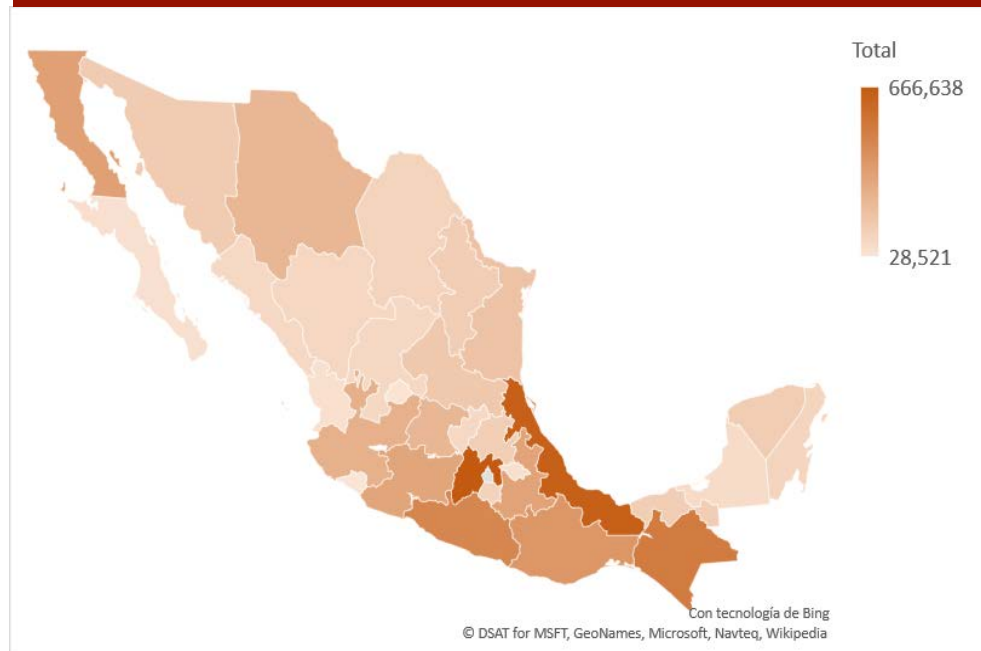 Total
666,638
28,521
Con tecnología de Bing
© DSAT for MSFT, GeoNames, Microsoft, Navteq, Wikipedia